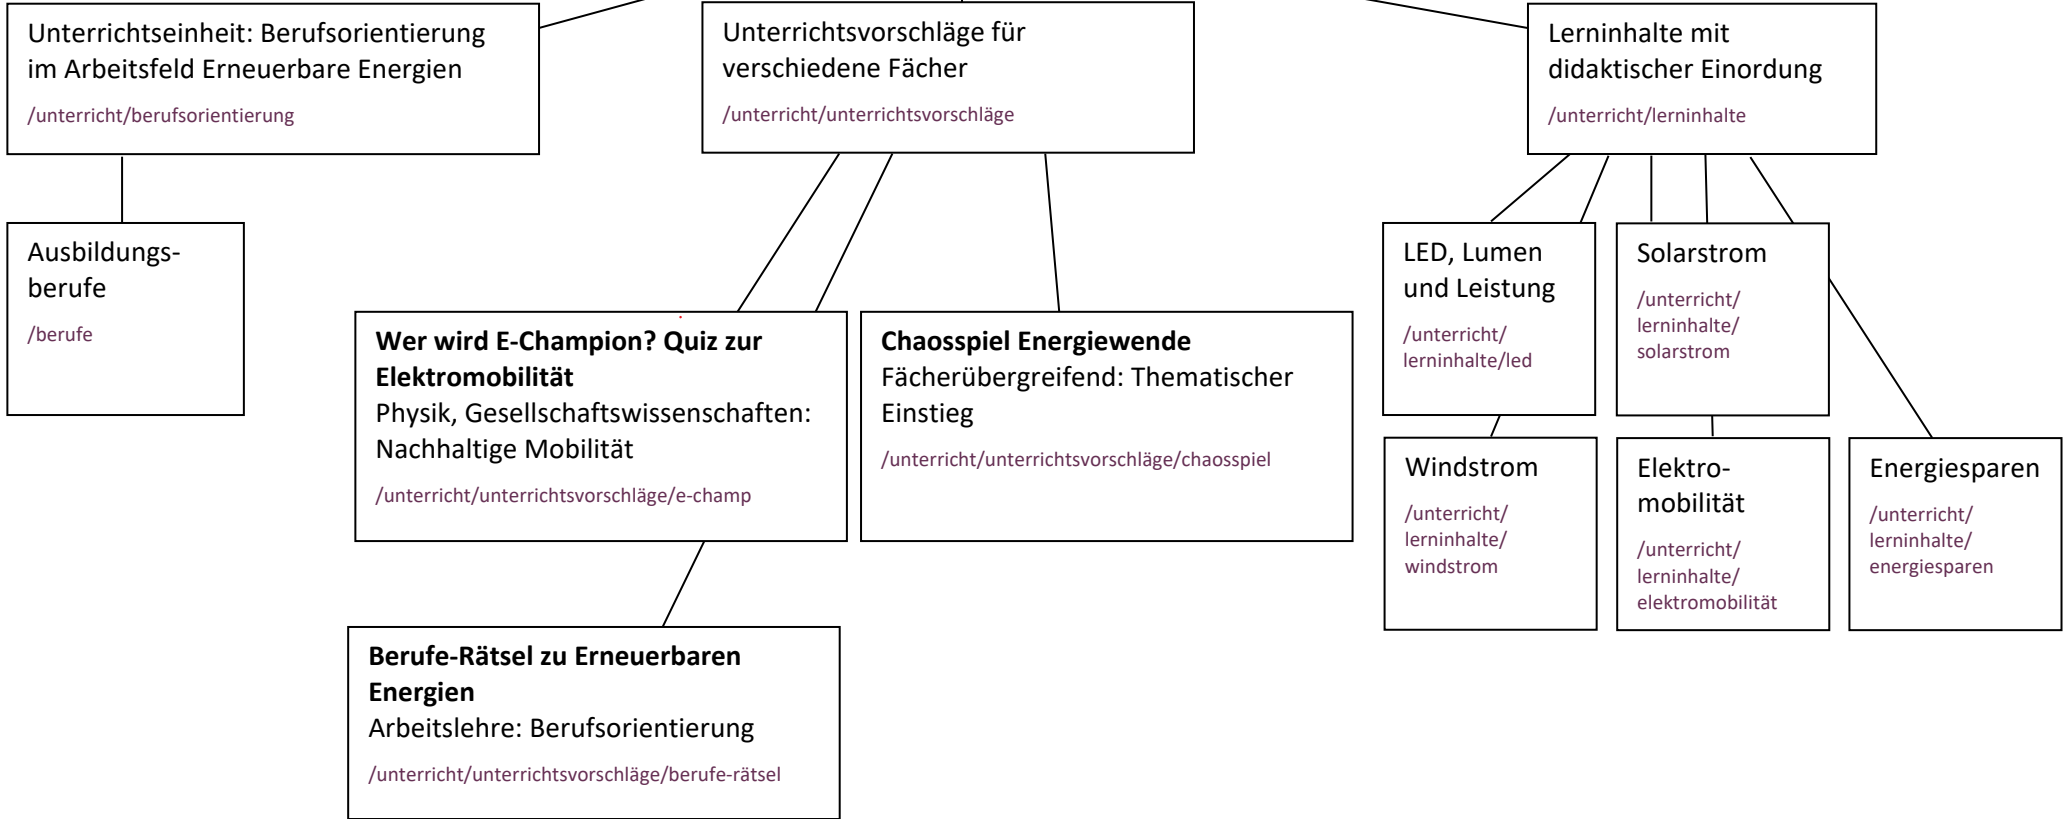 Unterrichtseinheit: Berufsorientierung
im Arbeitsfeld Erneuerbare Energien
/unterricht/berufsorientierung
Unterrichtsvorschläge für
verschiedene Fächer
/unterricht/unterrichtsvorschläge
Lerninhalte mit
didaktischer Einordung
/unterricht/lerninhalte
Ausbildungs-
berufe
/berufe
Wer wird E-Champion? Quiz zur
Elektromobilität
Physik, Gesellschaftswissenschaften:
Nachhaltige Mobilität
/unterricht/unterrichtsvorschläge/e-champ
Chaosspiel Energiewende
Fächerübergreifend: Thematischer
Einstieg
/unterricht/unterrichtsvorschläge/chaosspiel
LED, Lumen
und Leistung
/unterricht/
lerninhalte/led
Solarstrom
/unterricht/
lerninhalte/
solarstrom
Windstrom
/unterricht/
lerninhalte/
windstrom
Elektro-
mobilität
/unterricht/
lerninhalte/
elektromobilität
Energiesparen
/unterricht/
lerninhalte/
energiesparen
Berufe-Rätsel zu Erneuerbaren
Energien
Arbeitslehre: Berufsorientierung
/unterricht/unterrichtsvorschläge/berufe-rätsel